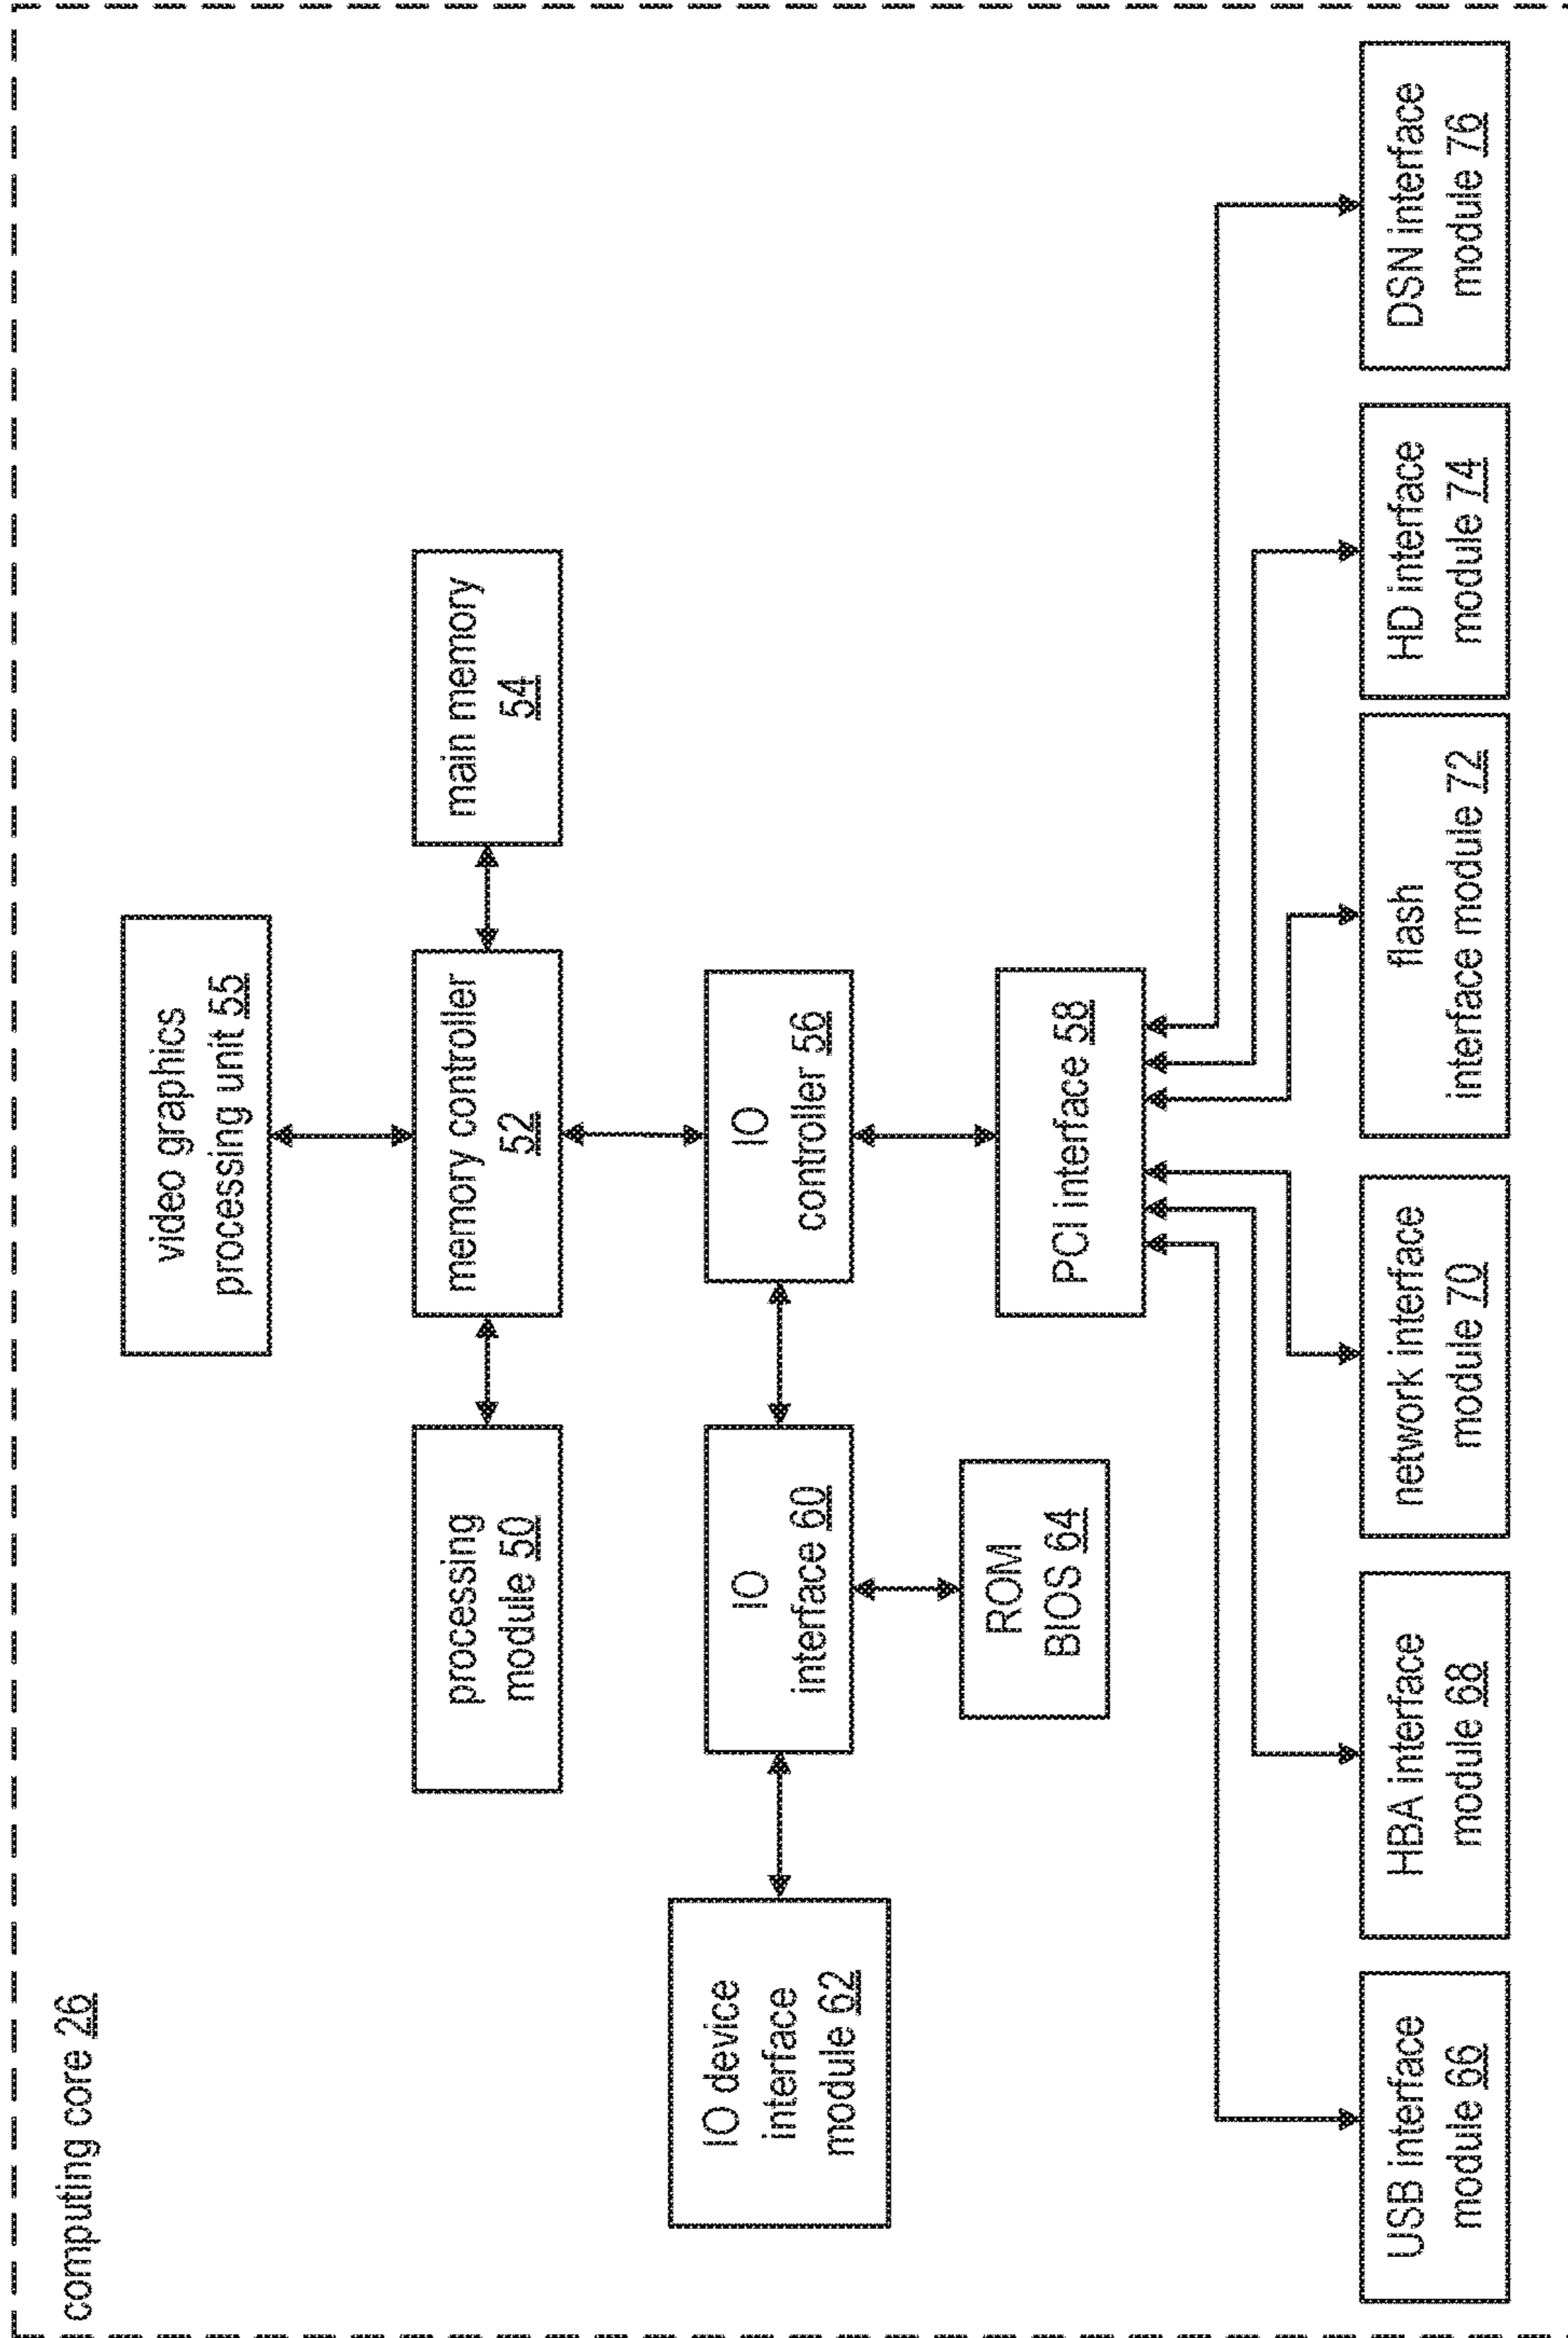 computing core 26
video graphics
processing unit 55
processing
module 50
memory controller
52
main memory
54
IO device
interface
module 62
IO
interface 60
IO
controller 56
ROM
BIOS 64
PCI interface 58
USB interface
module 66
HBA interface
module 68
network interface
module 70
flash
interface module 72
HD interface
module 74
DSN interface
module 76